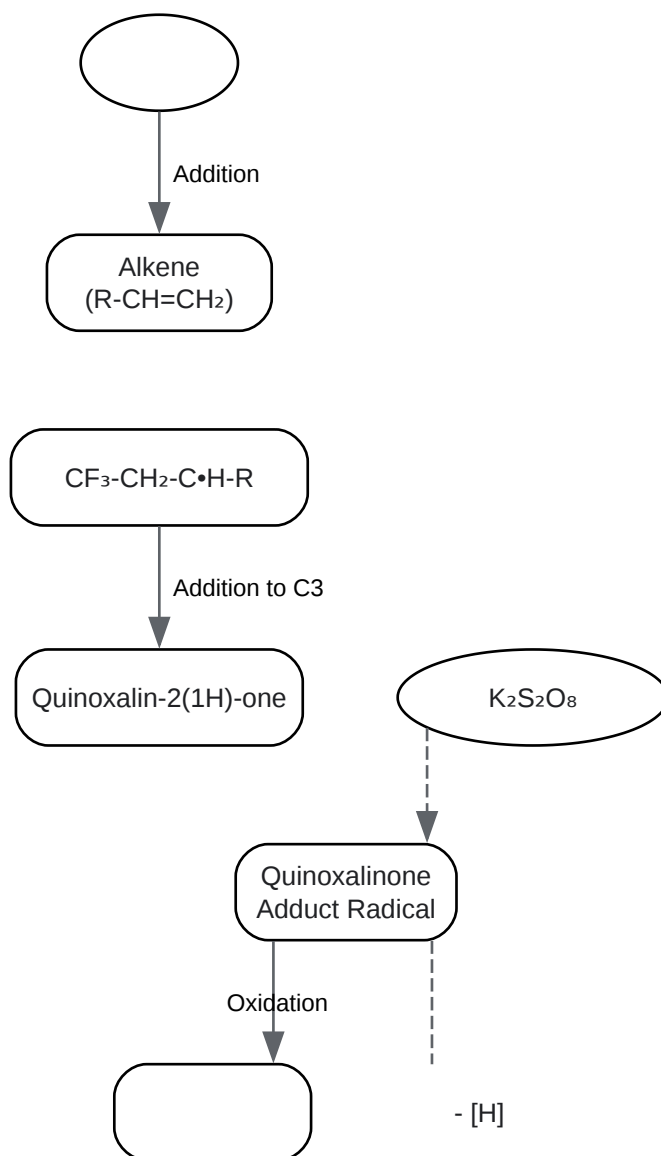 Addition
Alkene
(R-CH=CH₂)
CF₃-CH₂-C•H-R
Addition to C3
Quinoxalin-2(1H)-one
K₂S₂O₈
Quinoxalinone
Adduct Radical
Oxidation
- [H]